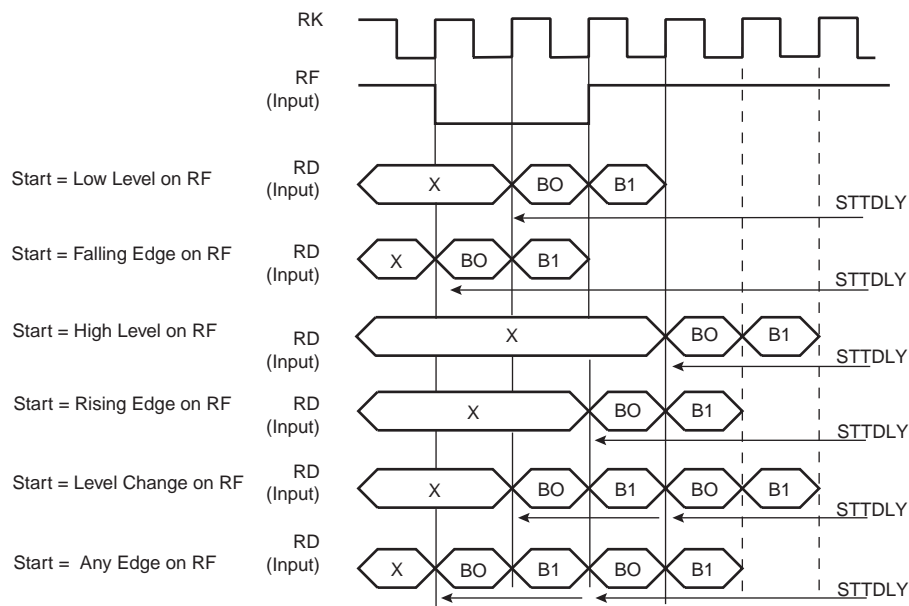 RK
RF
(Input)
Start = Low Level on RF
RD
(Input)
X
BO
B1
STTDLY
Start = Falling Edge on RF
RD
(Input)
X
BO
B1
STTDLY
Start = High Level on RF
RD
(Input)
X
BO
B1
STTDLY
Start = Rising Edge on RF
RD
(Input)
X
BO
B1
STTDLY
Start = Level Change on RF
RD
(Input)
X
BO
B1
BO
B1
STTDLY
Start = Any Edge on RF
RD
(Input)
X
BO
B1
BO
B1
STTDLY